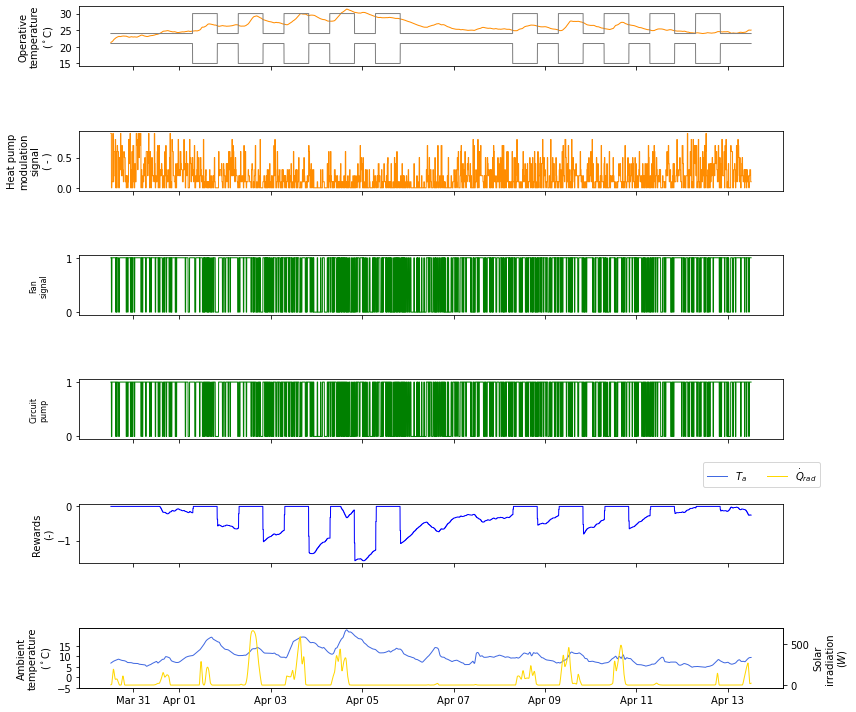 Operative
temperature
(°C)
30
25
20
15
Heat pump
modulation
signal
( - )
0.5
0.0
Fan
signal
1
0
Circuit
pump
1
0
T_a
Q̇_rad
Rewards
(-)
0
−1
Ambient
temperature
(°C)
15
10
5
0
−5
500
0
Solar
irradiation
(W)
Mar 31 Apr 01 Apr 03 Apr 05 Apr 07 Apr 09 Apr 11 Apr 13